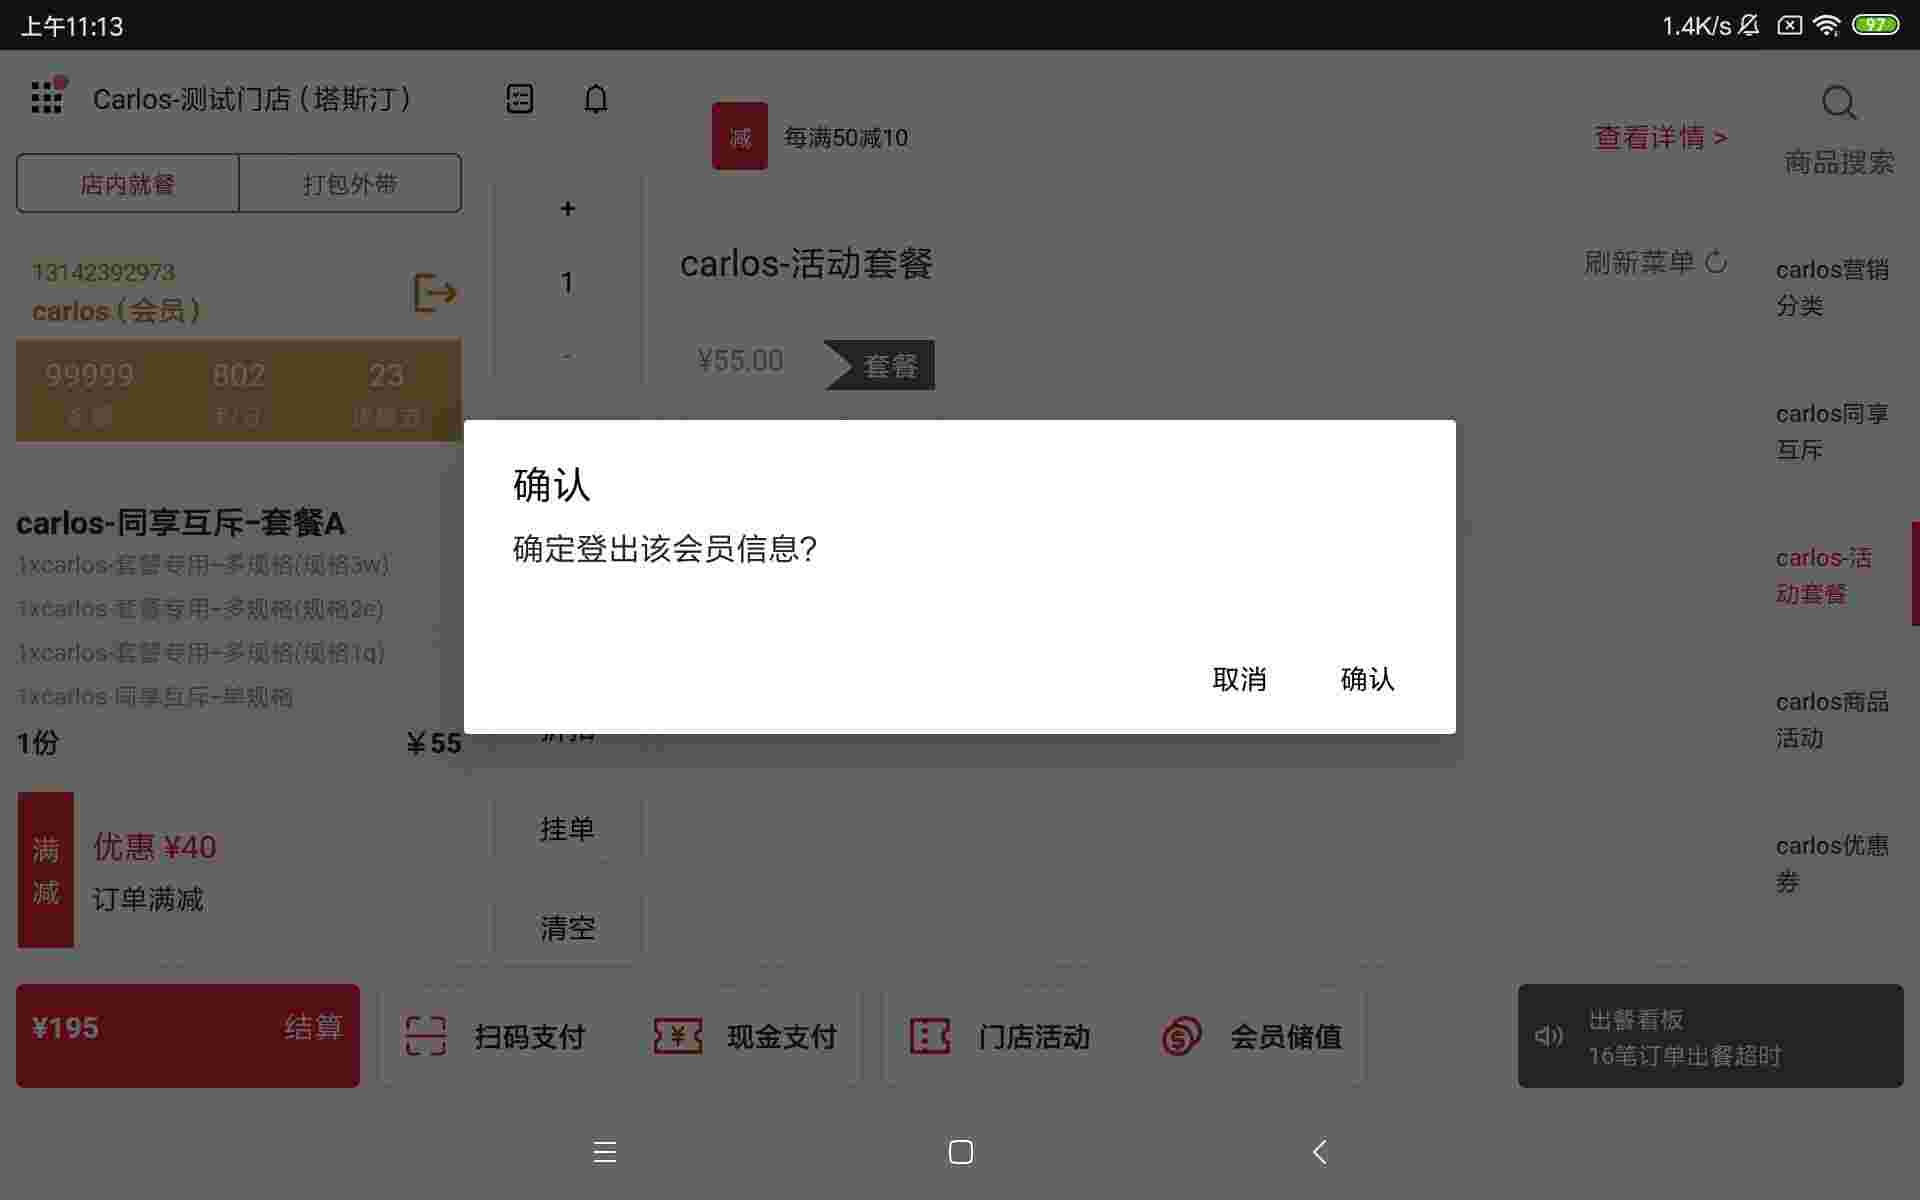 上午11:13
1.4K/s
97
Carlos-测试门店（塔斯汀）
店内就餐
打包外带
13142392973
carlos（会员）
99999
802
23
carlos-同享互斥-套餐A
1xcarlos-套餐专用-多规格(规格3w)
1xcarlos-套餐专用-多规格(规格2e)
1xcarlos-套餐专用-多规格(规格1q)
1xcarlos-同享互斥-单规格
1份
￥55
满减
优惠 ¥40
订单满减
¥195
结算
+
1
-
挂单
清空
减
每满50减10
查看详情 >
carlos-活动套餐
刷新菜单
¥55.00
套餐
确认
确定登出该会员信息?
取消
确认
商品搜索
carlos营销
分类
carlos同享
互斥
carlos-活
动套餐
carlos商品
活动
carlos优惠
券
扫码支付
现金支付
门店活动
会员储值
出餐看板
16笔订单出餐超时